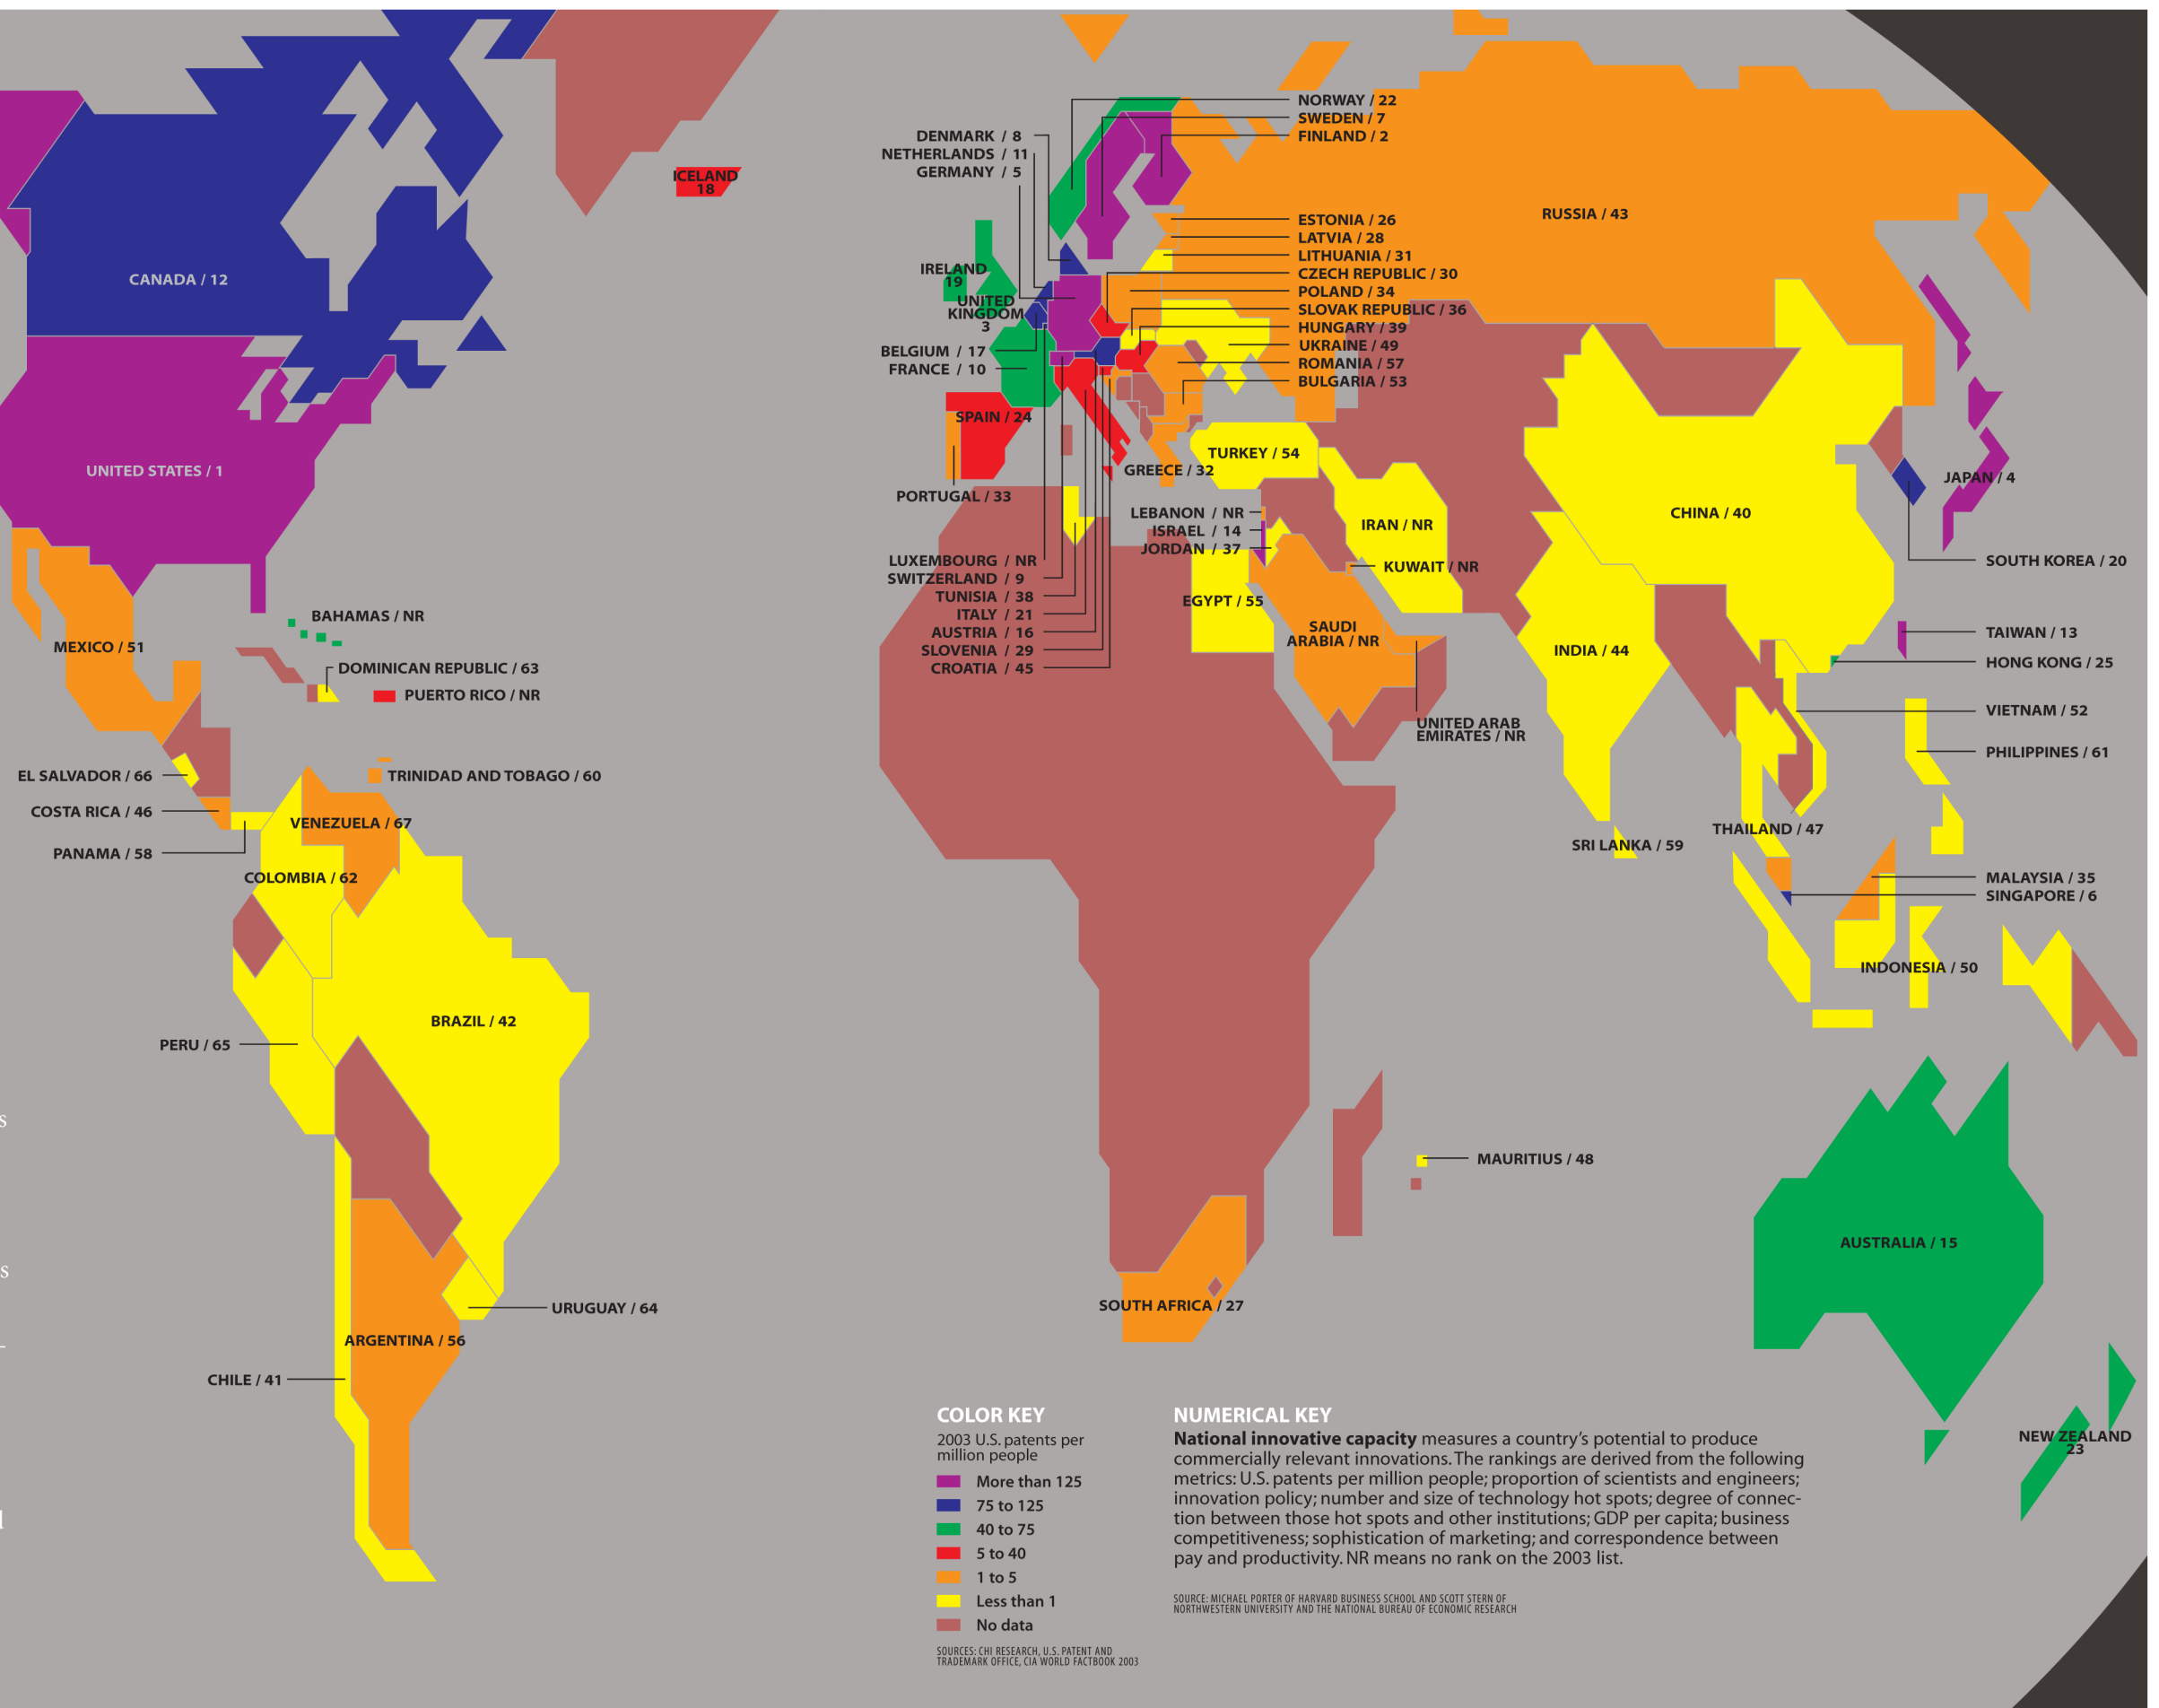 NORWAY / 22
SWEDEN / 7
FINLAND / 2
DENMARK / 8
NETHERLANDS / 11
GERMANY / 5
ICELAND
18
RUSSIA / 43
ESTONIA / 26
LATVIA / 28
LITHUANIA / 31
CZECH REPUBLIC / 30
POLAND / 34
SLOVAK REPUBLIC / 36
HUNGARY / 39
UKRAINE / 49
ROMANIA / 57
BULGARIA / 53
CANADA / 12
IRELAND
19
UNITED
KINGDOM
3
BELGIUM / 17
FRANCE / 10
SPAIN / 24
UNITED STATES / 1
PORTUGAL / 33
GREECE / 32
TURKEY / 54
JAPAN / 4
LEBANON / NR
ISRAEL / 14
JORDAN / 37
IRAN / NR
CHINA / 40
KUWAIT / NR
SOUTH KOREA / 20
LUXEMBOURG / NR
SWITZERLAND / 9
TUNISIA / 38
ITALY / 21
AUSTRIA / 16
SLOVENIA / 29
CROATIA / 45
EGYPT / 55
SAUDI
ARABIA / NR
INDIA / 44
TAIWAN / 13
HONG KONG / 25
BAHAMAS / NR
MEXICO / 51
DOMINICAN REPUBLIC / 63
PUERTO RICO / NR
UNITED ARAB
EMIRATES / NR
VIETNAM / 52
PHILIPPINES / 61
EL SALVADOR / 66
TRINIDAD AND TOBAGO / 60
COSTA RICA / 46
VENEZUELA / 67
PANAMA / 58
COLOMBIA / 62
THAILAND / 47
SRI LANKA / 59
MALAYSIA / 35
SINGAPORE / 6
INDONESIA / 50
BRAZIL / 42
PERU / 65
s
MAURITIUS / 48
AUSTRALIA / 15
s
SOUTH AFRICA / 27
URUGUAY / 64
ARGENTINA / 56
CHILE / 41
NEW ZEALAND
23
COLOR KEY
2003 U.S. patents per
million people
More than 125
75 to 125
40 to 75
5 to 40
1 to 5
Less than 1
No data
SOURCES: CHI RESEARCH, U.S. PATENT AND
TRADEMARK OFFICE, CIA WORLD FACTBOOK 2003
NUMERICAL KEY
National innovative capacity measures a country's potential to produce
commercially relevant innovations. The rankings are derived from the following
metrics: U.S. patents per million people; proportion of scientists and engineers;
innovation policy; number and size of technology hot spots; degree of connec-
tion between those hot spots and other institutions; GDP per capita; business
competitiveness; sophistication of marketing; and correspondence between
pay and productivity. NR means no rank on the 2003 list.
SOURCE: MICHAEL PORTER OF HARVARD BUSINESS SCHOOL AND SCOTT STERN OF
NORTHWESTERN UNIVERSITY AND THE NATIONAL BUREAU OF ECONOMIC RESEARCH